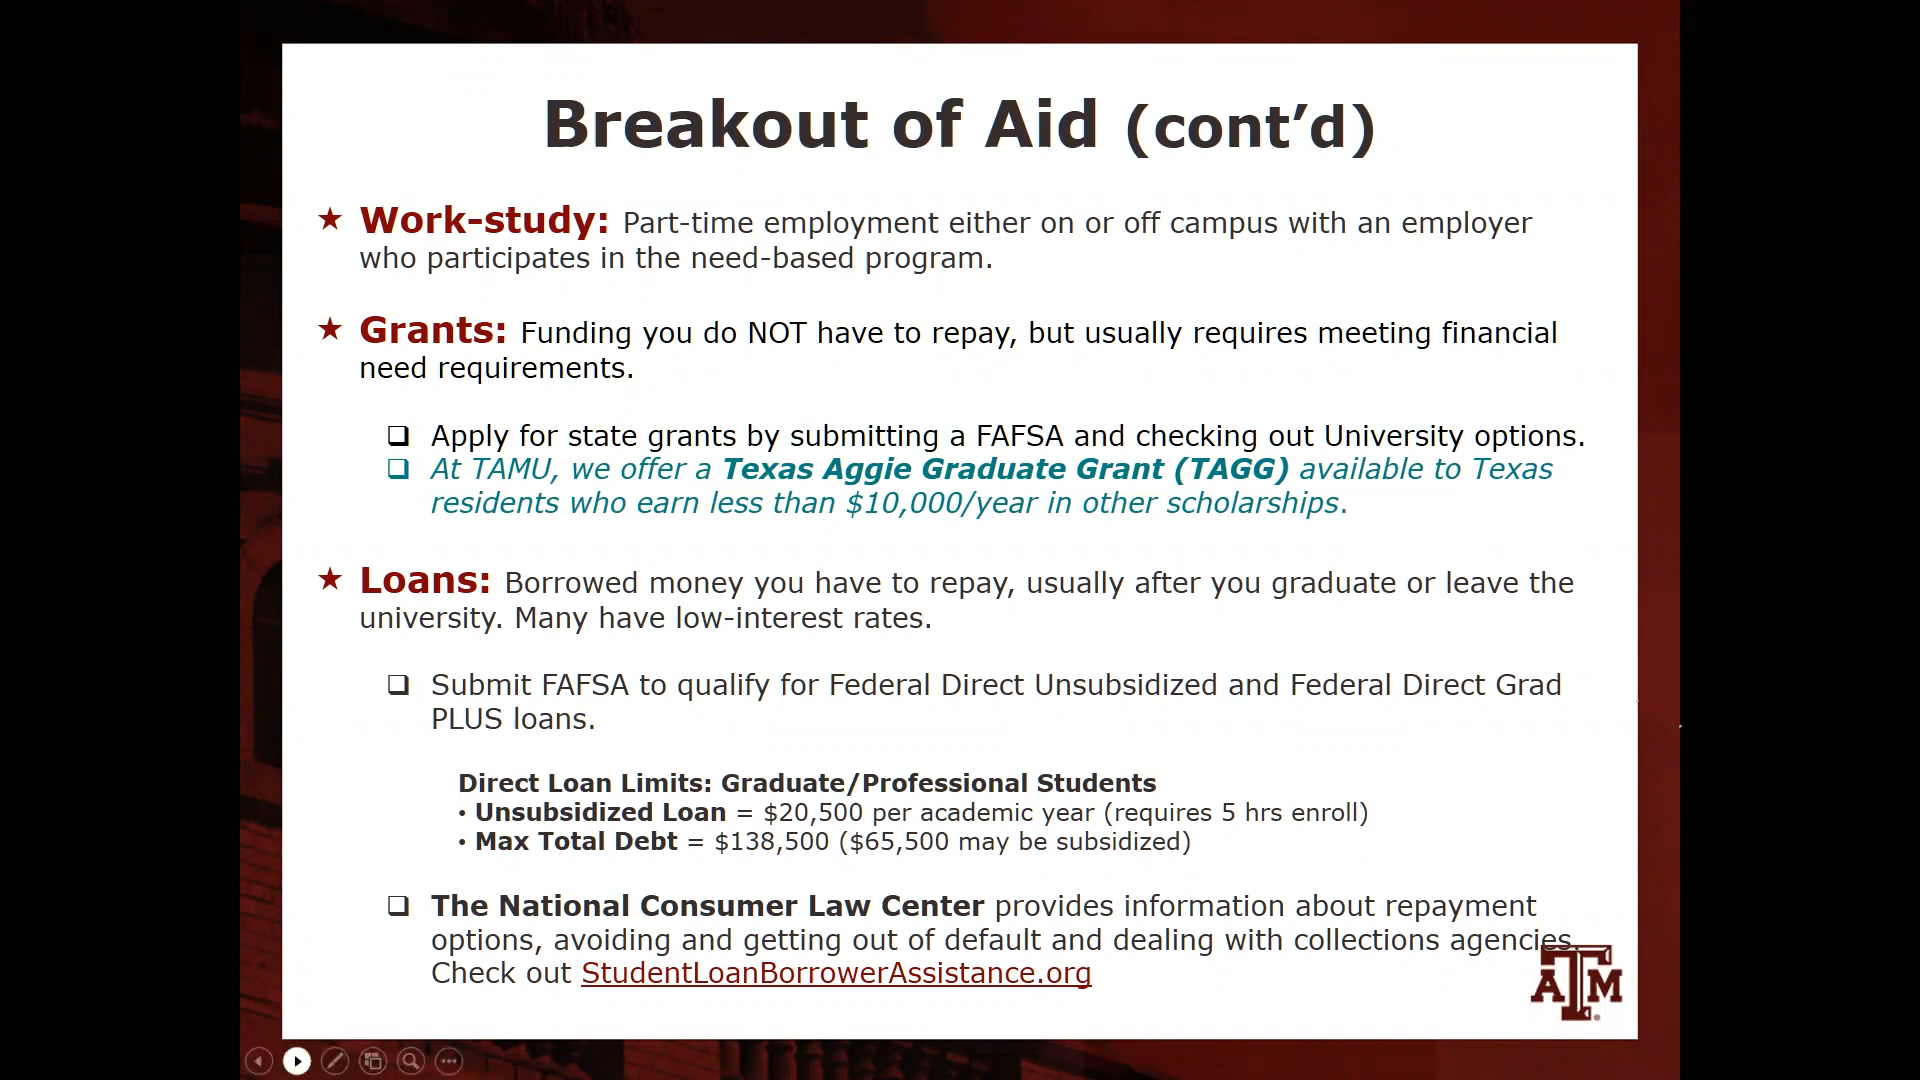 Breakout of Aid (cont’d)
★ Work-study: Part-time employment either on or off campus with an employer
who participates in the need-based program.
★ Grants: Funding you do NOT have to repay, but usually requires meeting financial
need requirements.
❑ Apply for state grants by submitting a FAFSA and checking out University options.
❑ At TAMU, we offer a Texas Aggie Graduate Grant (TAGG) available to Texas
residents who earn less than $10,000/year in other scholarships.
★ Loans: Borrowed money you have to repay, usually after you graduate or leave the
university. Many have low-interest rates.
❑ Submit FAFSA to qualify for Federal Direct Unsubsidized and Federal Direct Grad
PLUS loans.
Direct Loan Limits: Graduate/Professional Students
• Unsubsidized Loan = $20,500 per academic year (requires 5 hrs enroll)
• Max Total Debt = $138,500 ($65,500 may be subsidized)
❑ The National Consumer Law Center provides information about repayment
options, avoiding and getting out of default and dealing with collections agencies.
Check out StudentLoanBorrowerAssistance.org
ATM